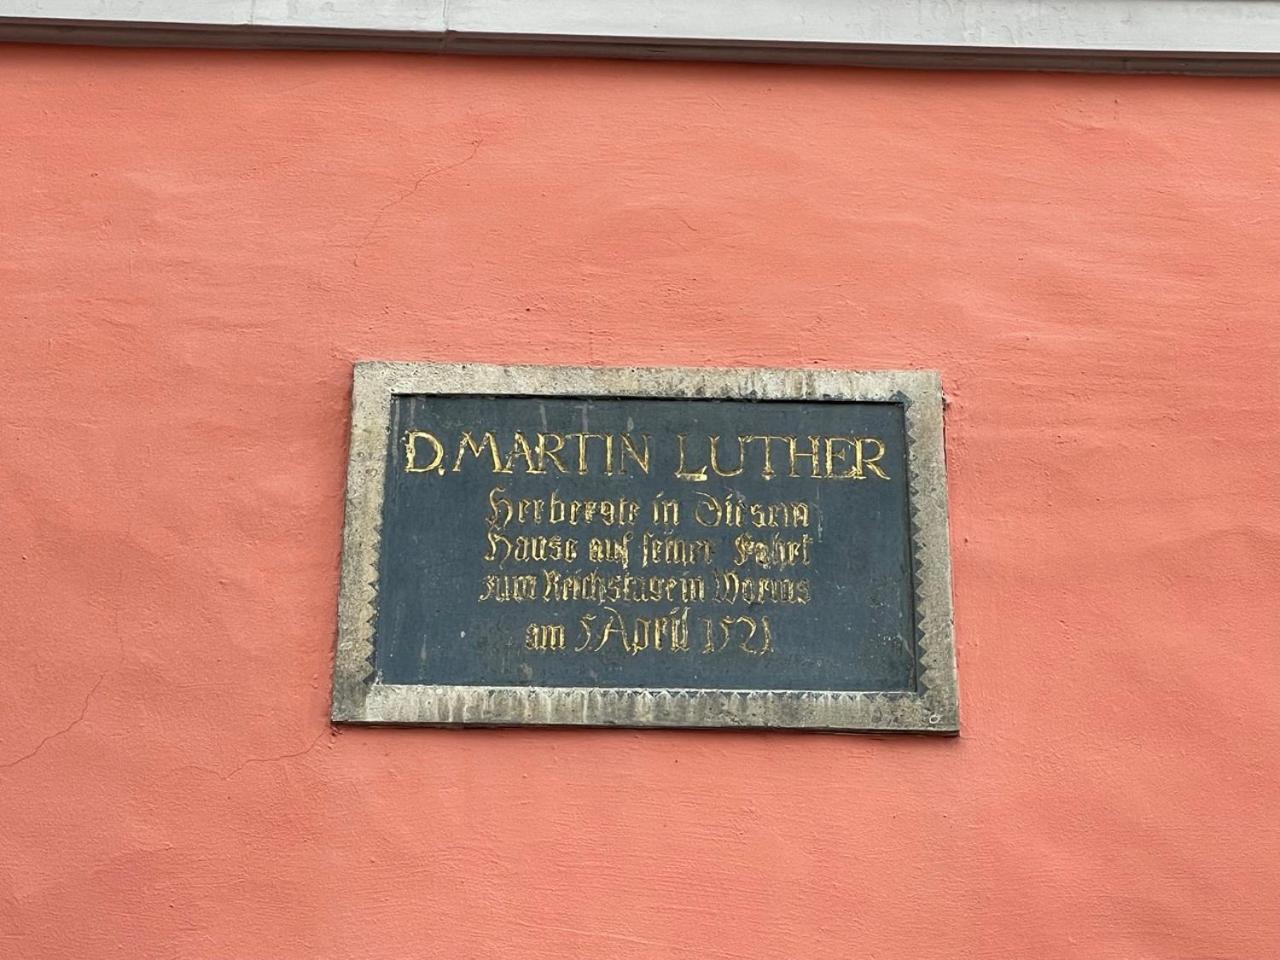 D. MARTIN LUTHER
Herbergte in Diesem
Hause auf seiner Fahrt
zum Reichstage in Worms
am 5. April 1521